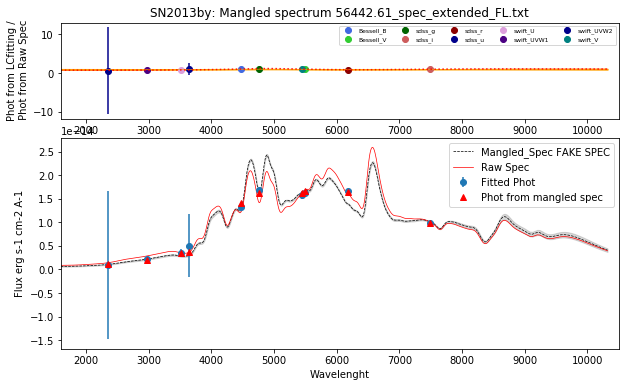 SN2013by: Mangled spectrum 56442.61_spec_extended_FL.txt
Phot from LCfitting /
Phot from Raw Spec
10
0
−10
Bessell_B
Bessell_V
sdss_g
sdss_i
sdss_r
sdss_u
swift_U
swift_UVW1
swift_UVW2
swift_V
2000 3000 4000 5000 6000 7000 8000 9000 10000
1e−14
Flux erg s-1 cm-2 A-1
2.5
2.0
1.5
1.0
0.5
0.0
−0.5
−1.0
−1.5
Mangled_Spec FAKE SPEC
Raw Spec
Fitted Phot
Phot from mangled spec
2000 3000 4000 5000 6000 7000 8000 9000 10000
Wavelenght